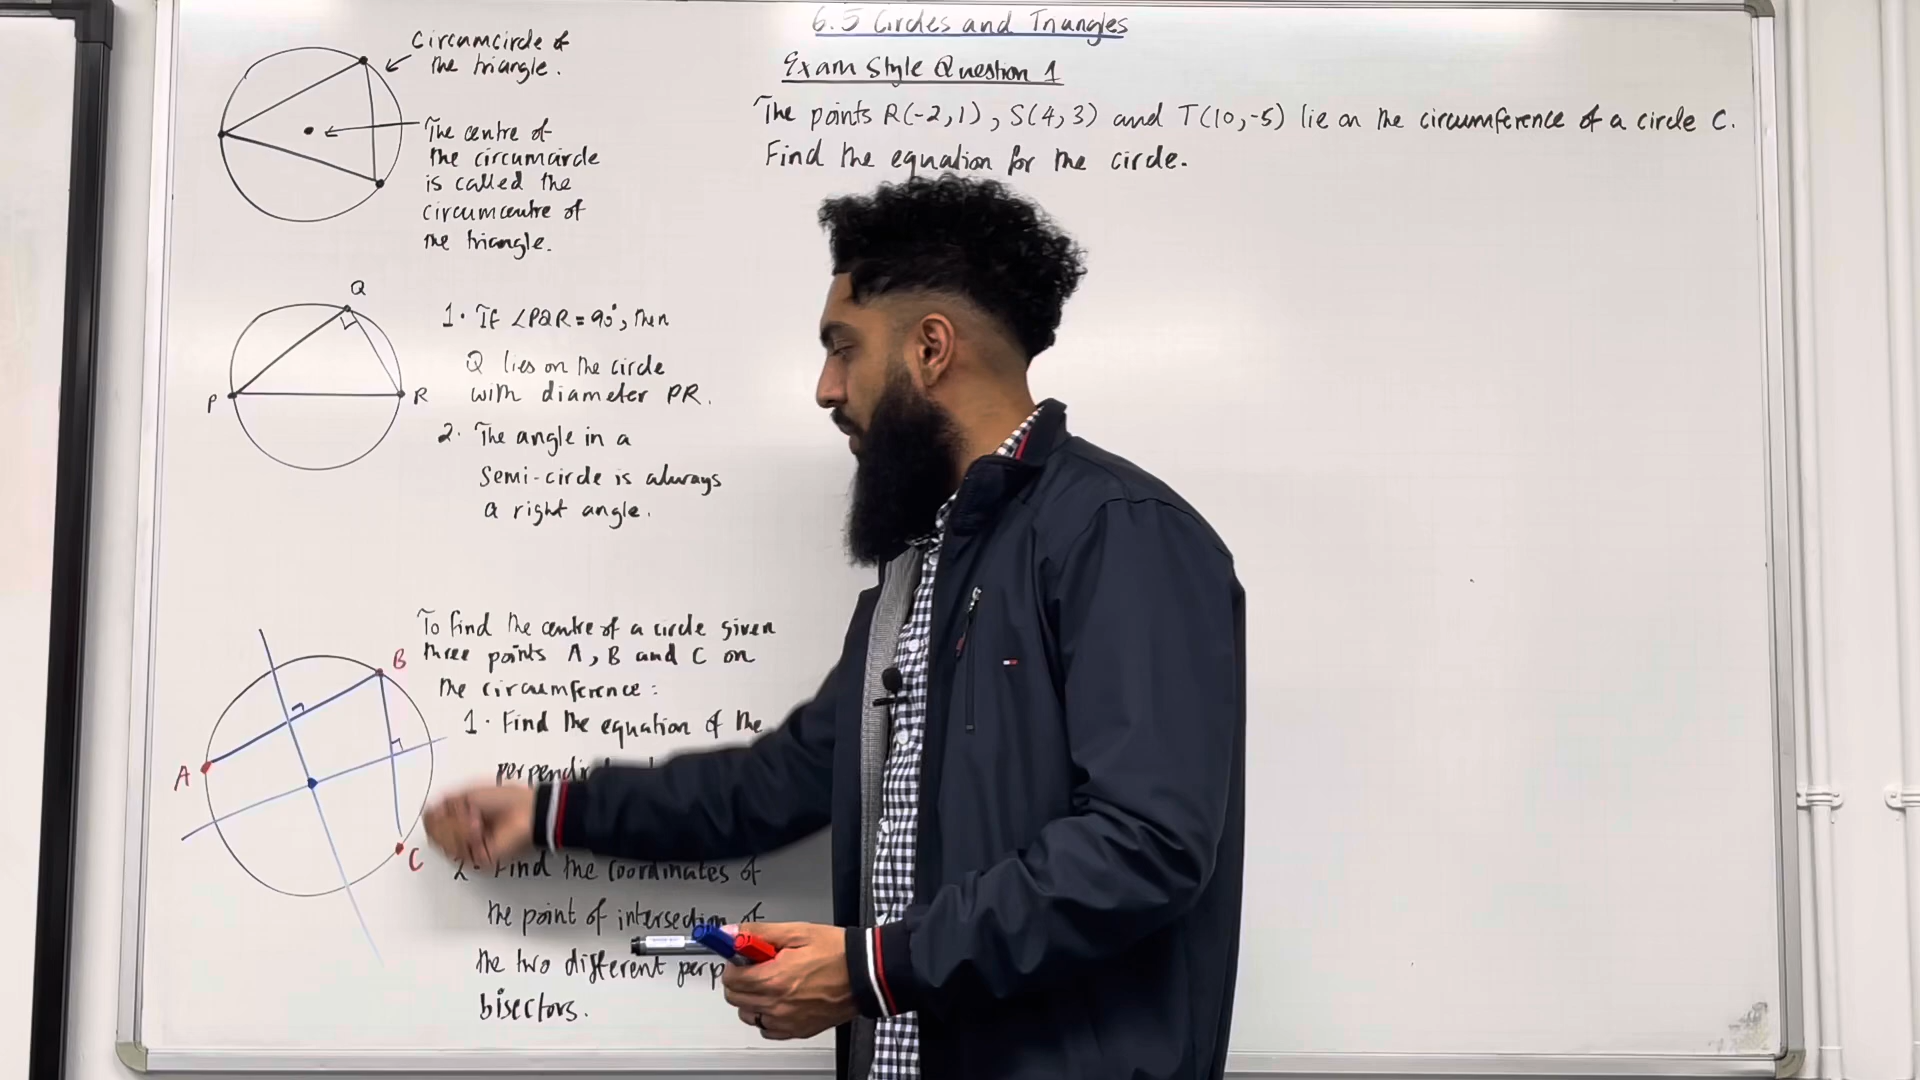 6.5 Circles and Triangles
Exam Style Question 1
The points R(-2,1), S(4,3) and T(10,-5) lie on the circumference of a circle C.
Find the equation for the circle.
Circumcircle of
the triangle.
The centre of
the circumcircle
is called the
circumcentre of
the triangle.
Q
P
R
1. If ∠PQR = 90°, then
Q lies on the circle
with diameter PR.
2. The angle in a
semi-circle is always
a right angle.
A
B
C
To find the centre of a circle given
three points A, B and C on
the circumference:
1. Find the equation of the
2. Find the coordinates of
the point of intersection of
the two different
bisectors.